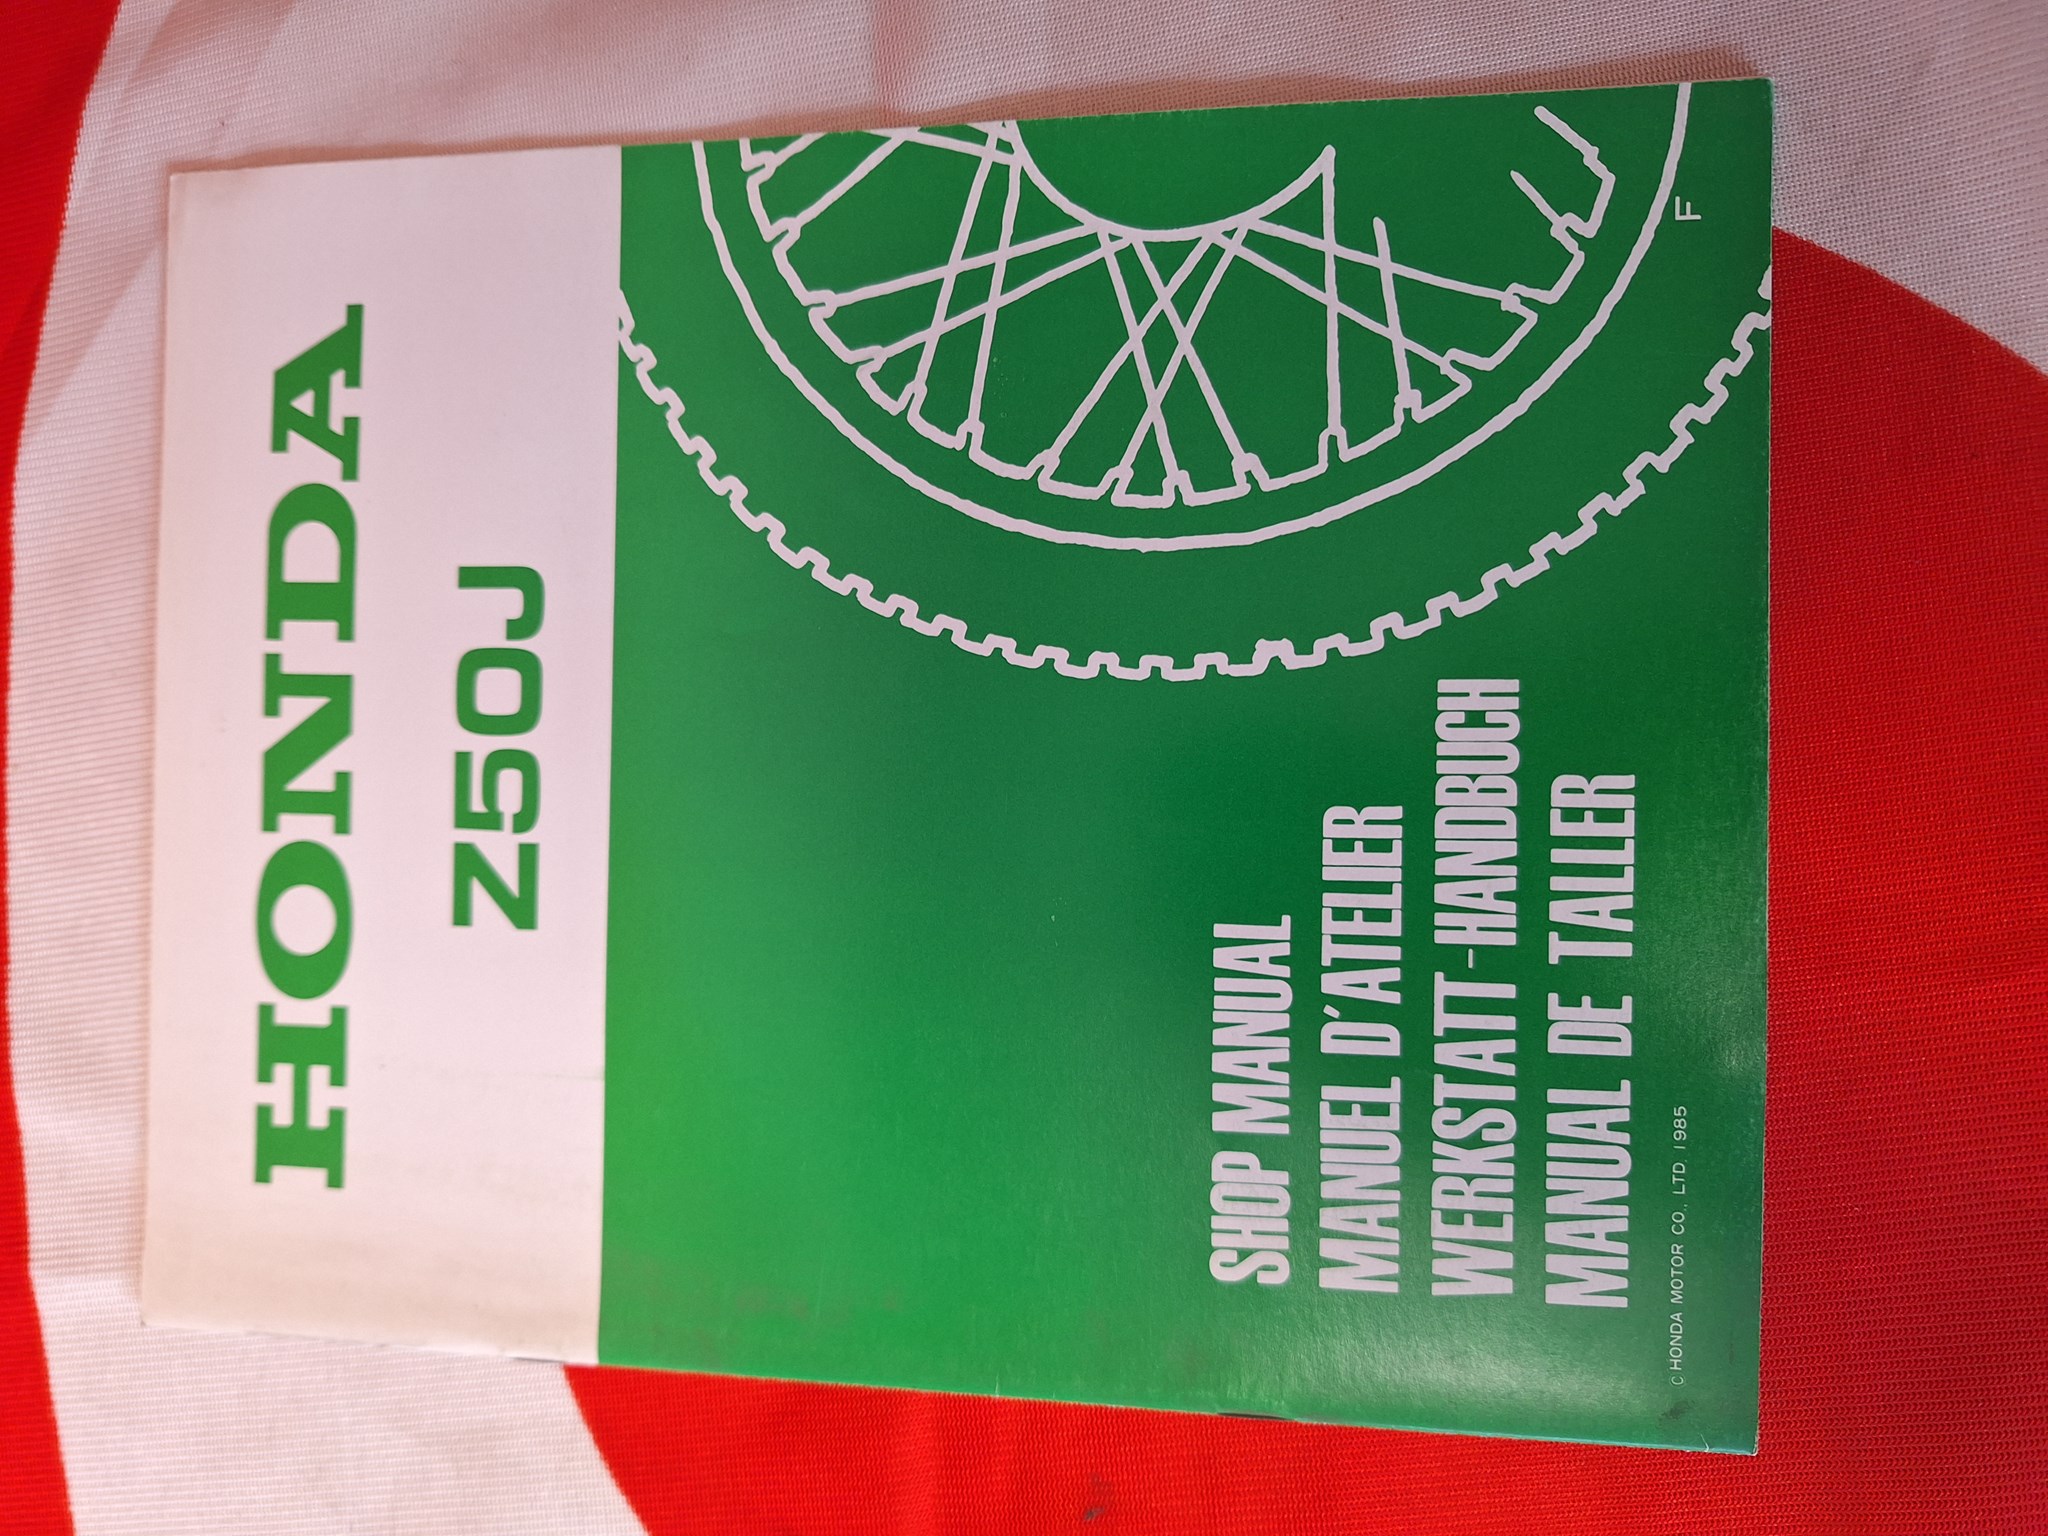 HONDA
Z50J
SHOP MANUAL
MANUEL D'ATELIER
WERKSTATT-HANDBUCH
MANUAL DE TALLER
C HONDA MOTOR CO., LTD. 1985
F